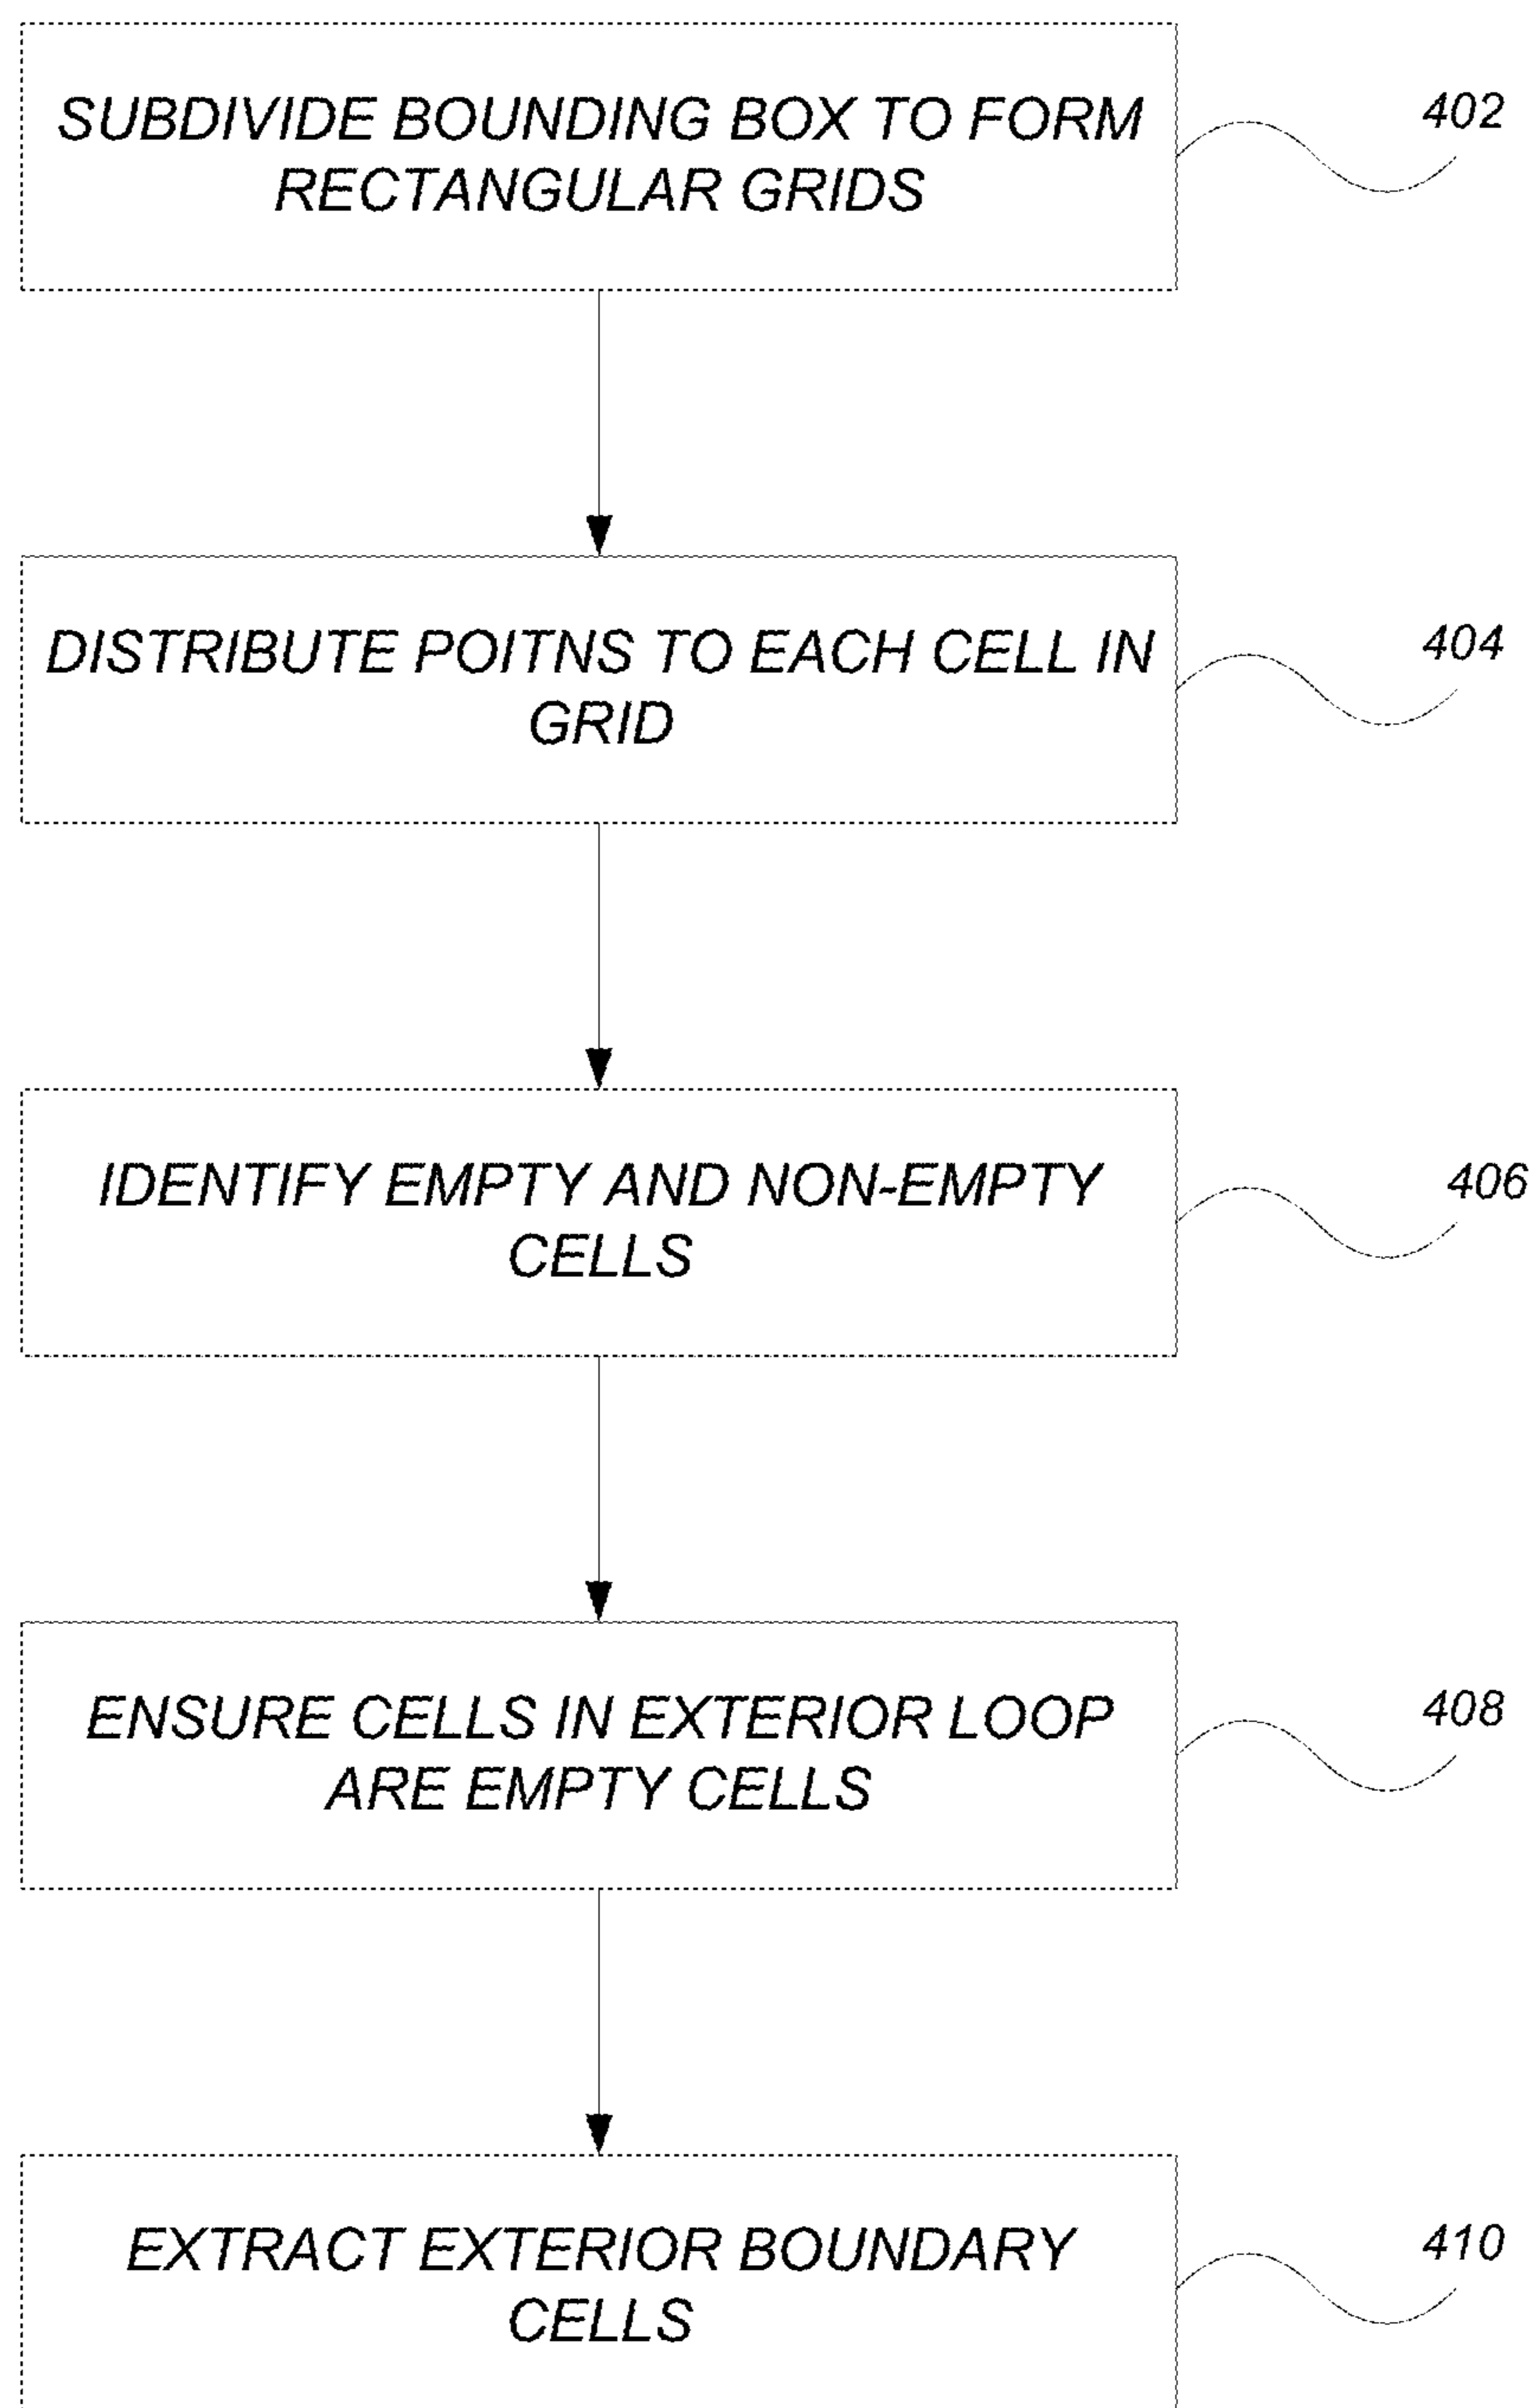 SUBDIVIDE BOUNDING BOX TO FORM
RECTANGULAR GRIDS
402
DISTRIBUTE POITNS TO EACH CELL IN
GRID
404
IDENTIFY EMPTY AND NON-EMPTY
CELLS
406
ENSURE CELLS IN EXTERIOR LOOP
ARE EMPTY CELLS
408
EXTRACT EXTERIOR BOUNDARY
CELLS
410